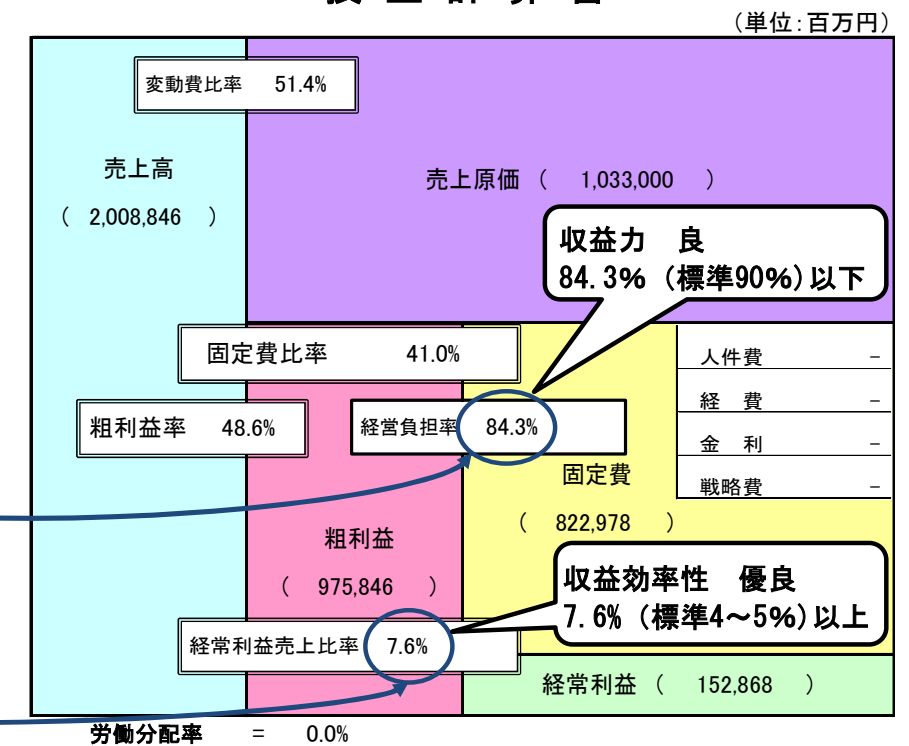 （単位：百万円）
変動費比率 51.4%
売上高
（ 2,008,846 ）
売上原価 （ 1,033,000 ）
収益力 良
84.3% (標準90%)以下
固定費比率 41.0%
人件費 －
経 費 －
金 利 －
戦略費 －
粗利益率 48.6%
経営負担率 84.3%
固定費
（ 822,978 ）
粗利益
（ 975,846 ）
収益効率性 優良
7.6% (標準4～5%)以上
経常利益売上比率 7.6%
経常利益 （ 152,868 ）
労働分配率 = 0.0%